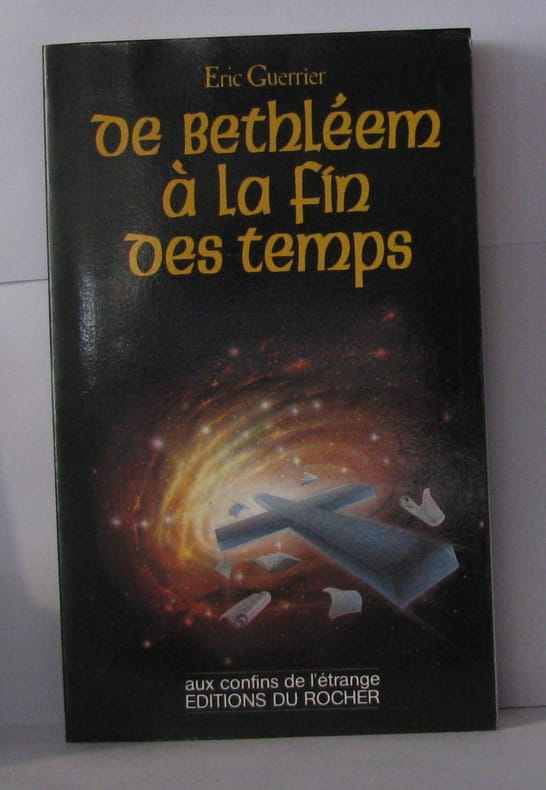 Eric Guerrier
De Bethléem
à la fin
des temps
aux confins de l'étrange
EDITIONS DU ROCHER